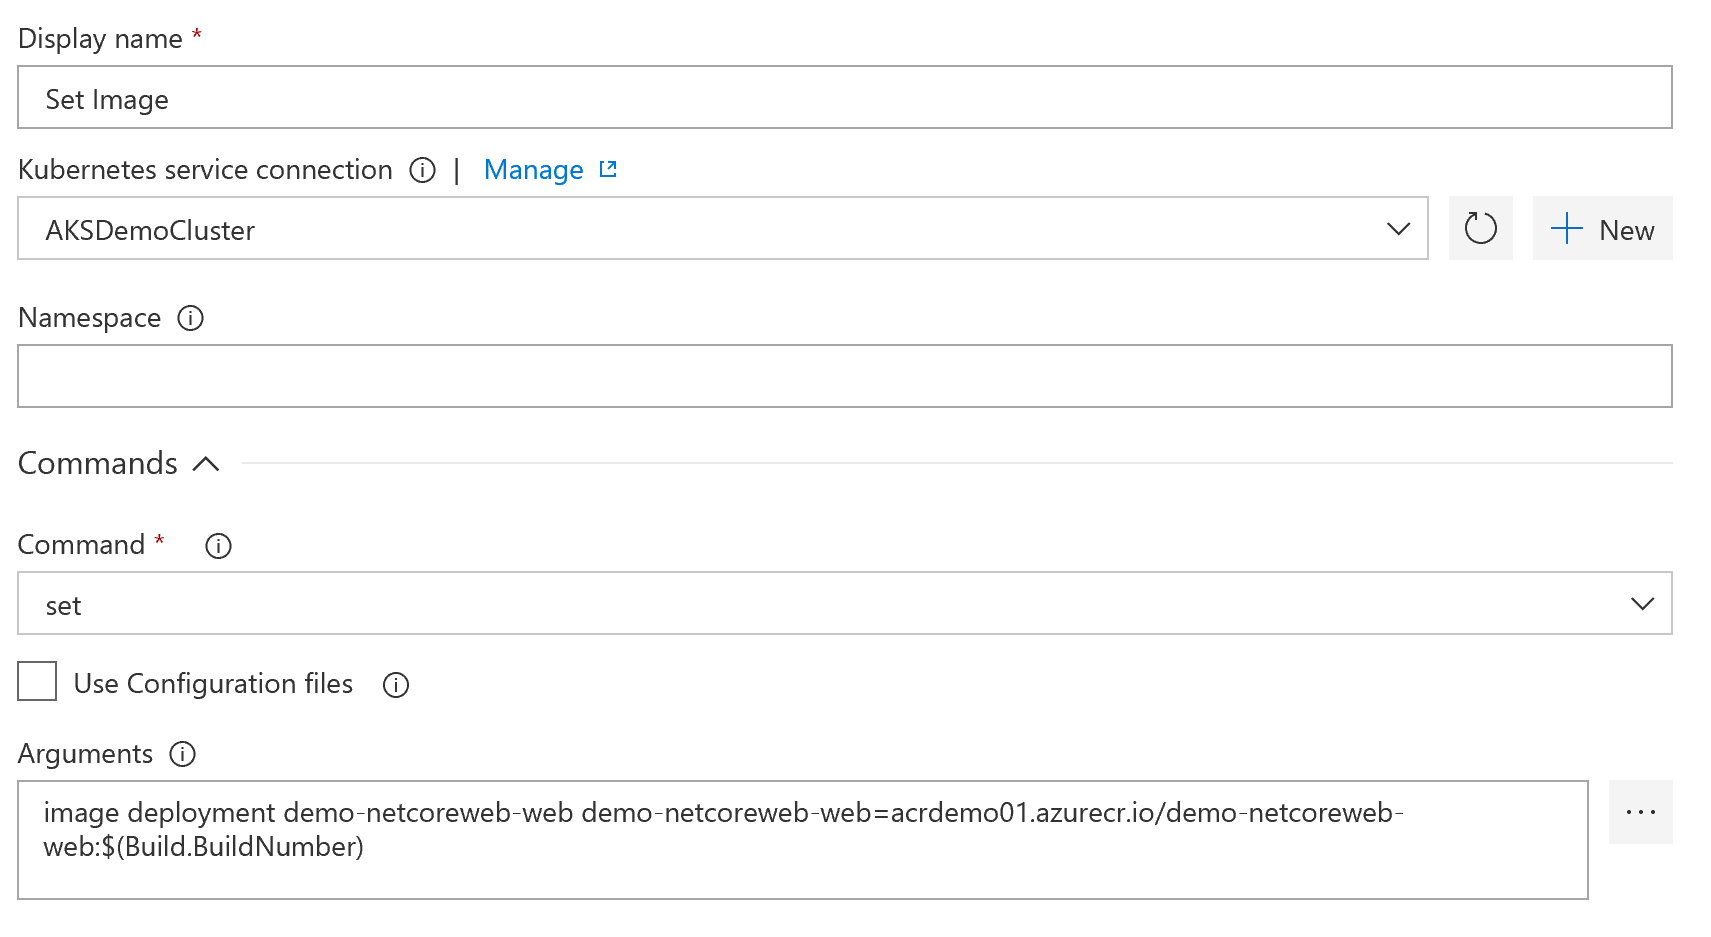 Display name *
Set Image
Kubernetes service connection | Manage
AKSDemoCluster
New
Namespace
Commands
Command *
set
Use Configuration files
Arguments
image deployment demo-netcoreweb-web demo-netcoreweb-web=acrdemo01.azurecr.io/demo-netcoreweb-
web:$(Build.BuildNumber)